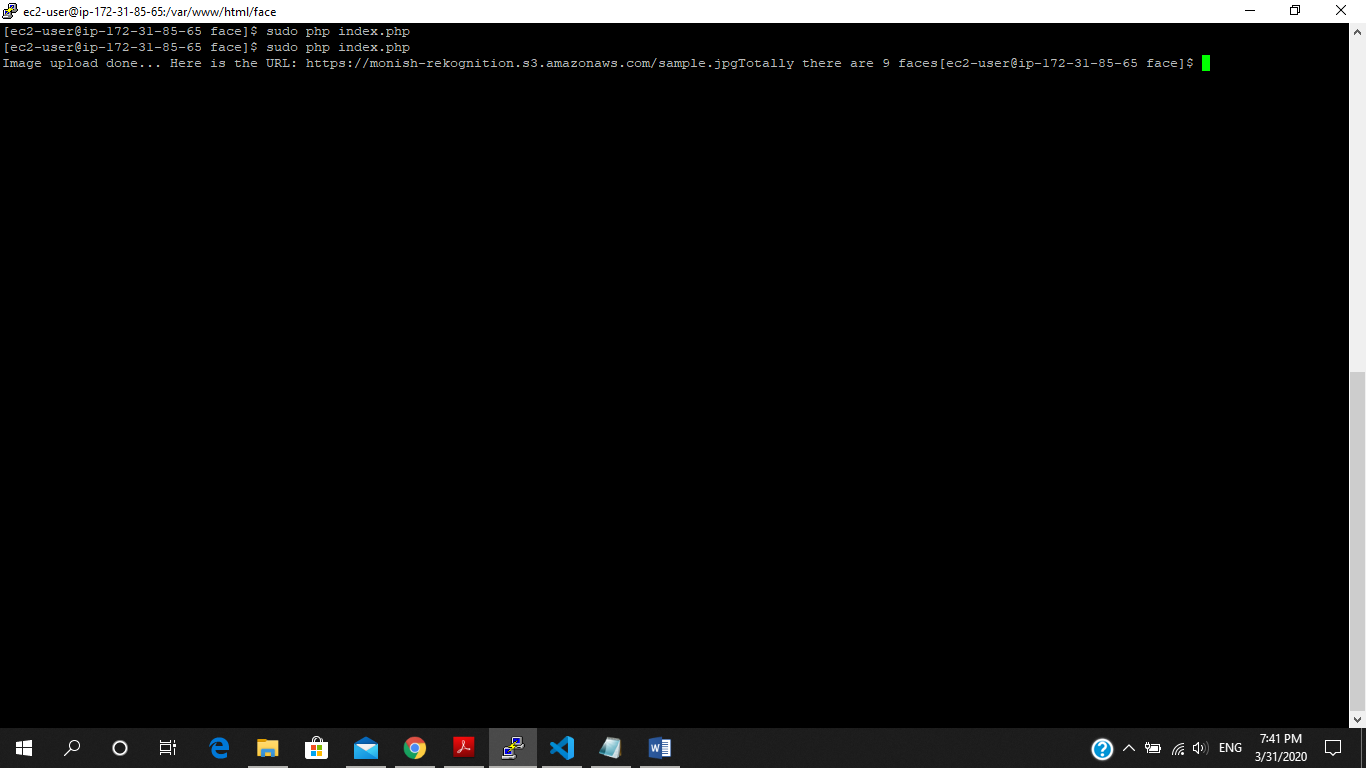 ec2-user@ip-172-31-85-65:/var/www/html/face
[ec2-user@ip-172-31-85-65 face]$ sudo php index.php
[ec2-user@ip-172-31-85-65 face]$ sudo php index.php
Image upload done... Here is the URL: https://monish-rekognition.s3.amazonaws.com/sample.jpgTotally there are 9 faces[ec2-user@ip-172-31-85-65 face]$
ENG
7:41 PM
3/31/2020